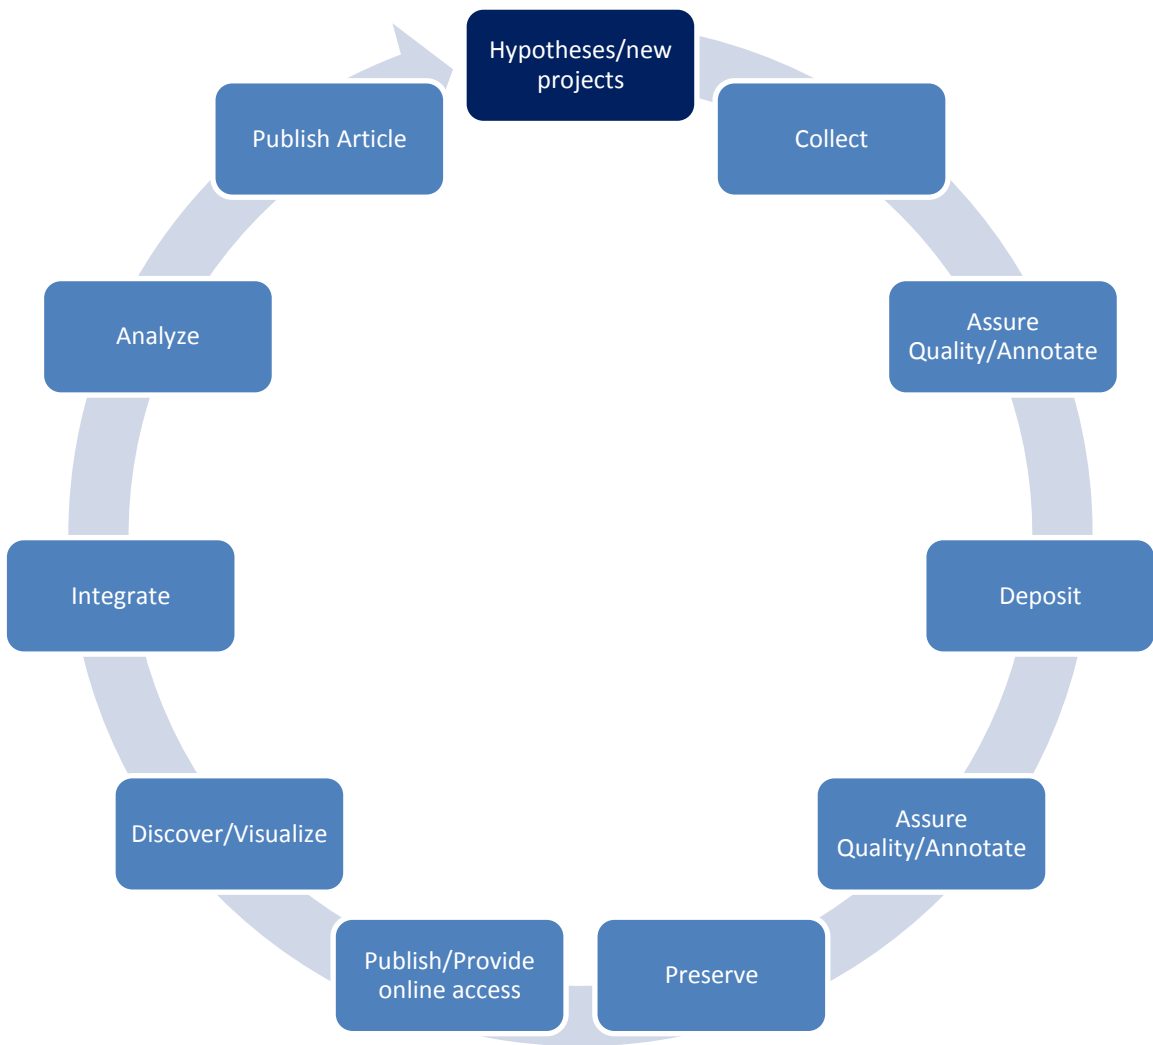 Hypotheses/new
projects
Collect
Assure
Quality/Annotate
Deposit
Assure
Quality/Annotate
Preserve
Publish/Provide
online access
Discover/Visualize
Integrate
Analyze
Publish Article